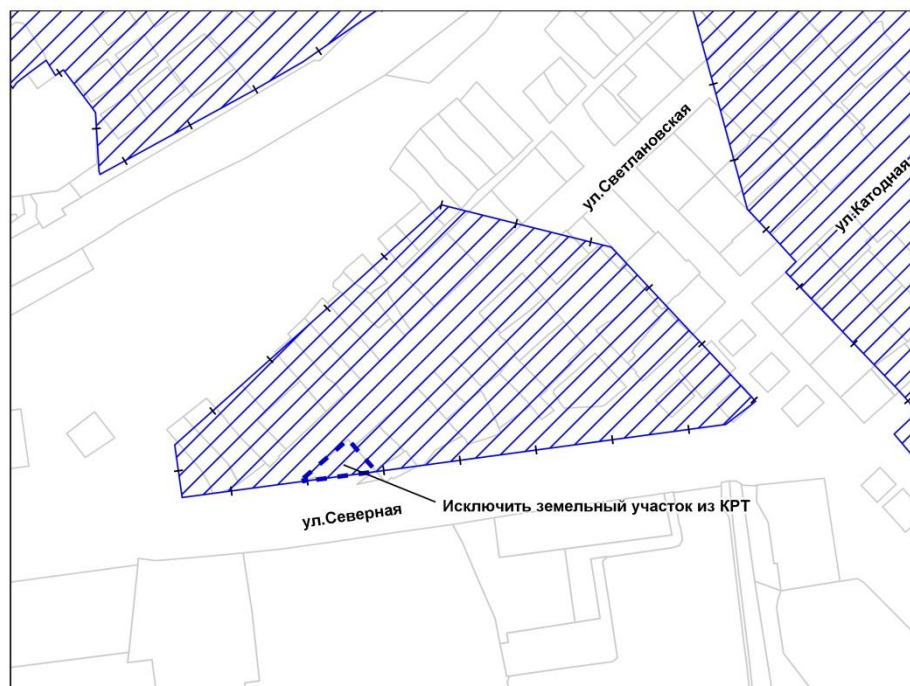 ул.Светлановская
ул.Катодная
Исключить земельный участок из КРТ
ул.Северная